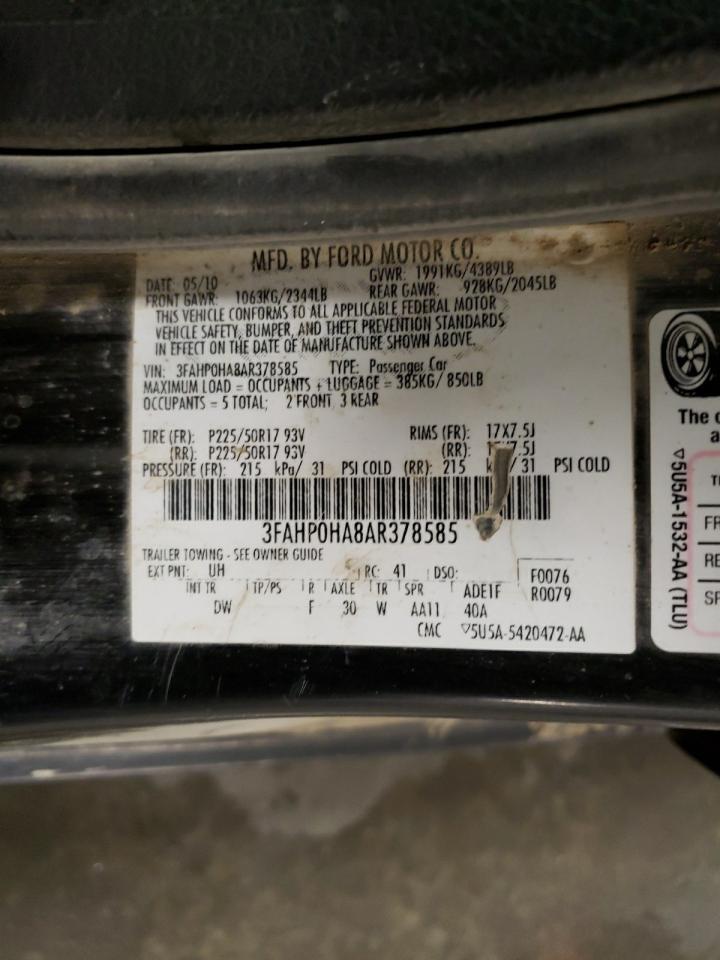 MFD. BY FORD MOTOR CO.
DATE: 05/10 GVWR: 1991KG/4389LB
FRONT GAWR: 1063KG/2344LB REAR GAWR: 928KG/2045LB
THIS VEHICLE CONFORMS TO ALL APPLICABLE FEDERAL MOTOR
VEHICLE SAFETY, BUMPER, AND THEFT PREVENTION STANDARDS
IN EFFECT ON THE DATE OF MANUFACTURE SHOWN ABOVE.
VIN: 3FAHP0HA8AR378585 TYPE: Passenger Car
MAXIMUM LOAD = OCCUPANTS + LUGGAGE = 385KG/ 850LB
OCCUPANTS = 5 TOTAL; 2 FRONT 3 REAR
TIRE (FR): P225/50R17 93V RIMS (FR): 17X7.5J
(RR): P225/50R17 93V (RR): 7.5J
PRESSURE (FR): 215 kPa/ 31 PSI COLD (RR): 215 / 31 PSI COLD
3FAHP0HA8AR378585
TRAILER TOWING - SEE OWNER GUIDE
EXT PNT: UH RC: 41 DSO: F0076
INT TR TP/PS R AXLE TR SPR ADE1F R0079
DW F 30 W AA11 40A
CMC ▽5U5A-5420472-AA
The
▽5U5A-1532-AA (TLU)
FR
RE
SP